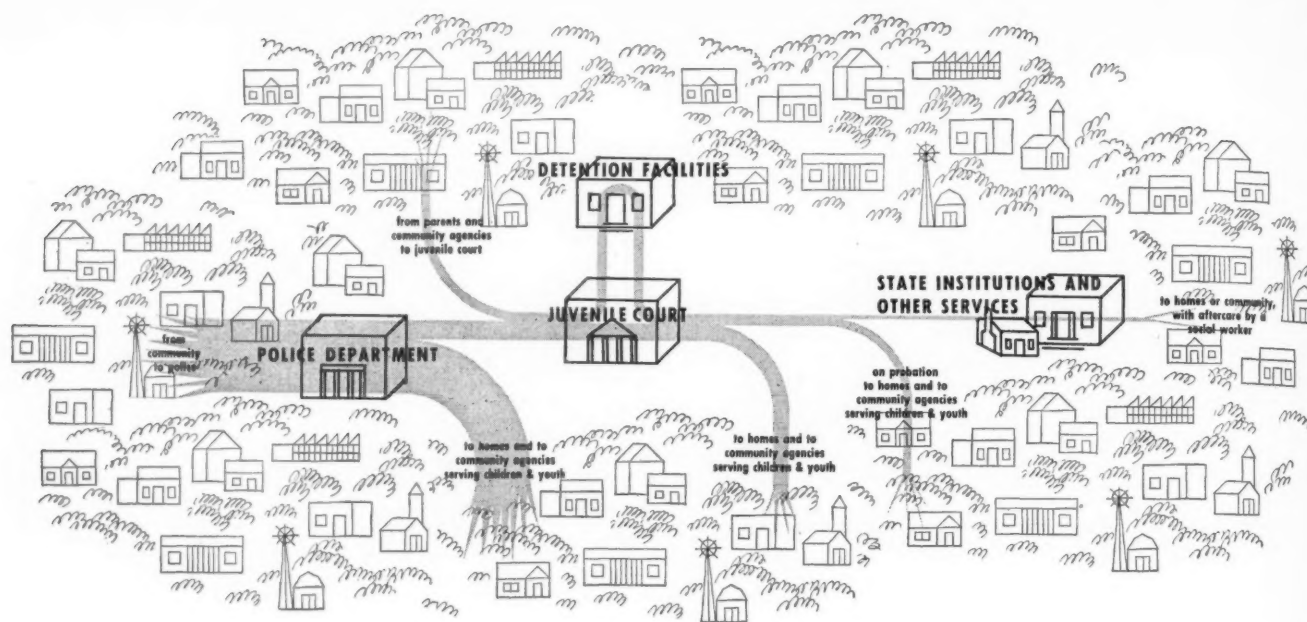 DETENTION FACILITIES
from parents and
community agencies
to juvenile court
STATE INSTITUTIONS AND
OTHER SERVICES
to homes or community,
with aftercare by a
social worker
JUVENILE COURT
from
community
to police
POLICE DEPARTMENT
on probation
to homes and to
community agencies
serving children & youth
to homes and to
community agencies
serving children & youth
to homes and to
community agencies
serving children & youth